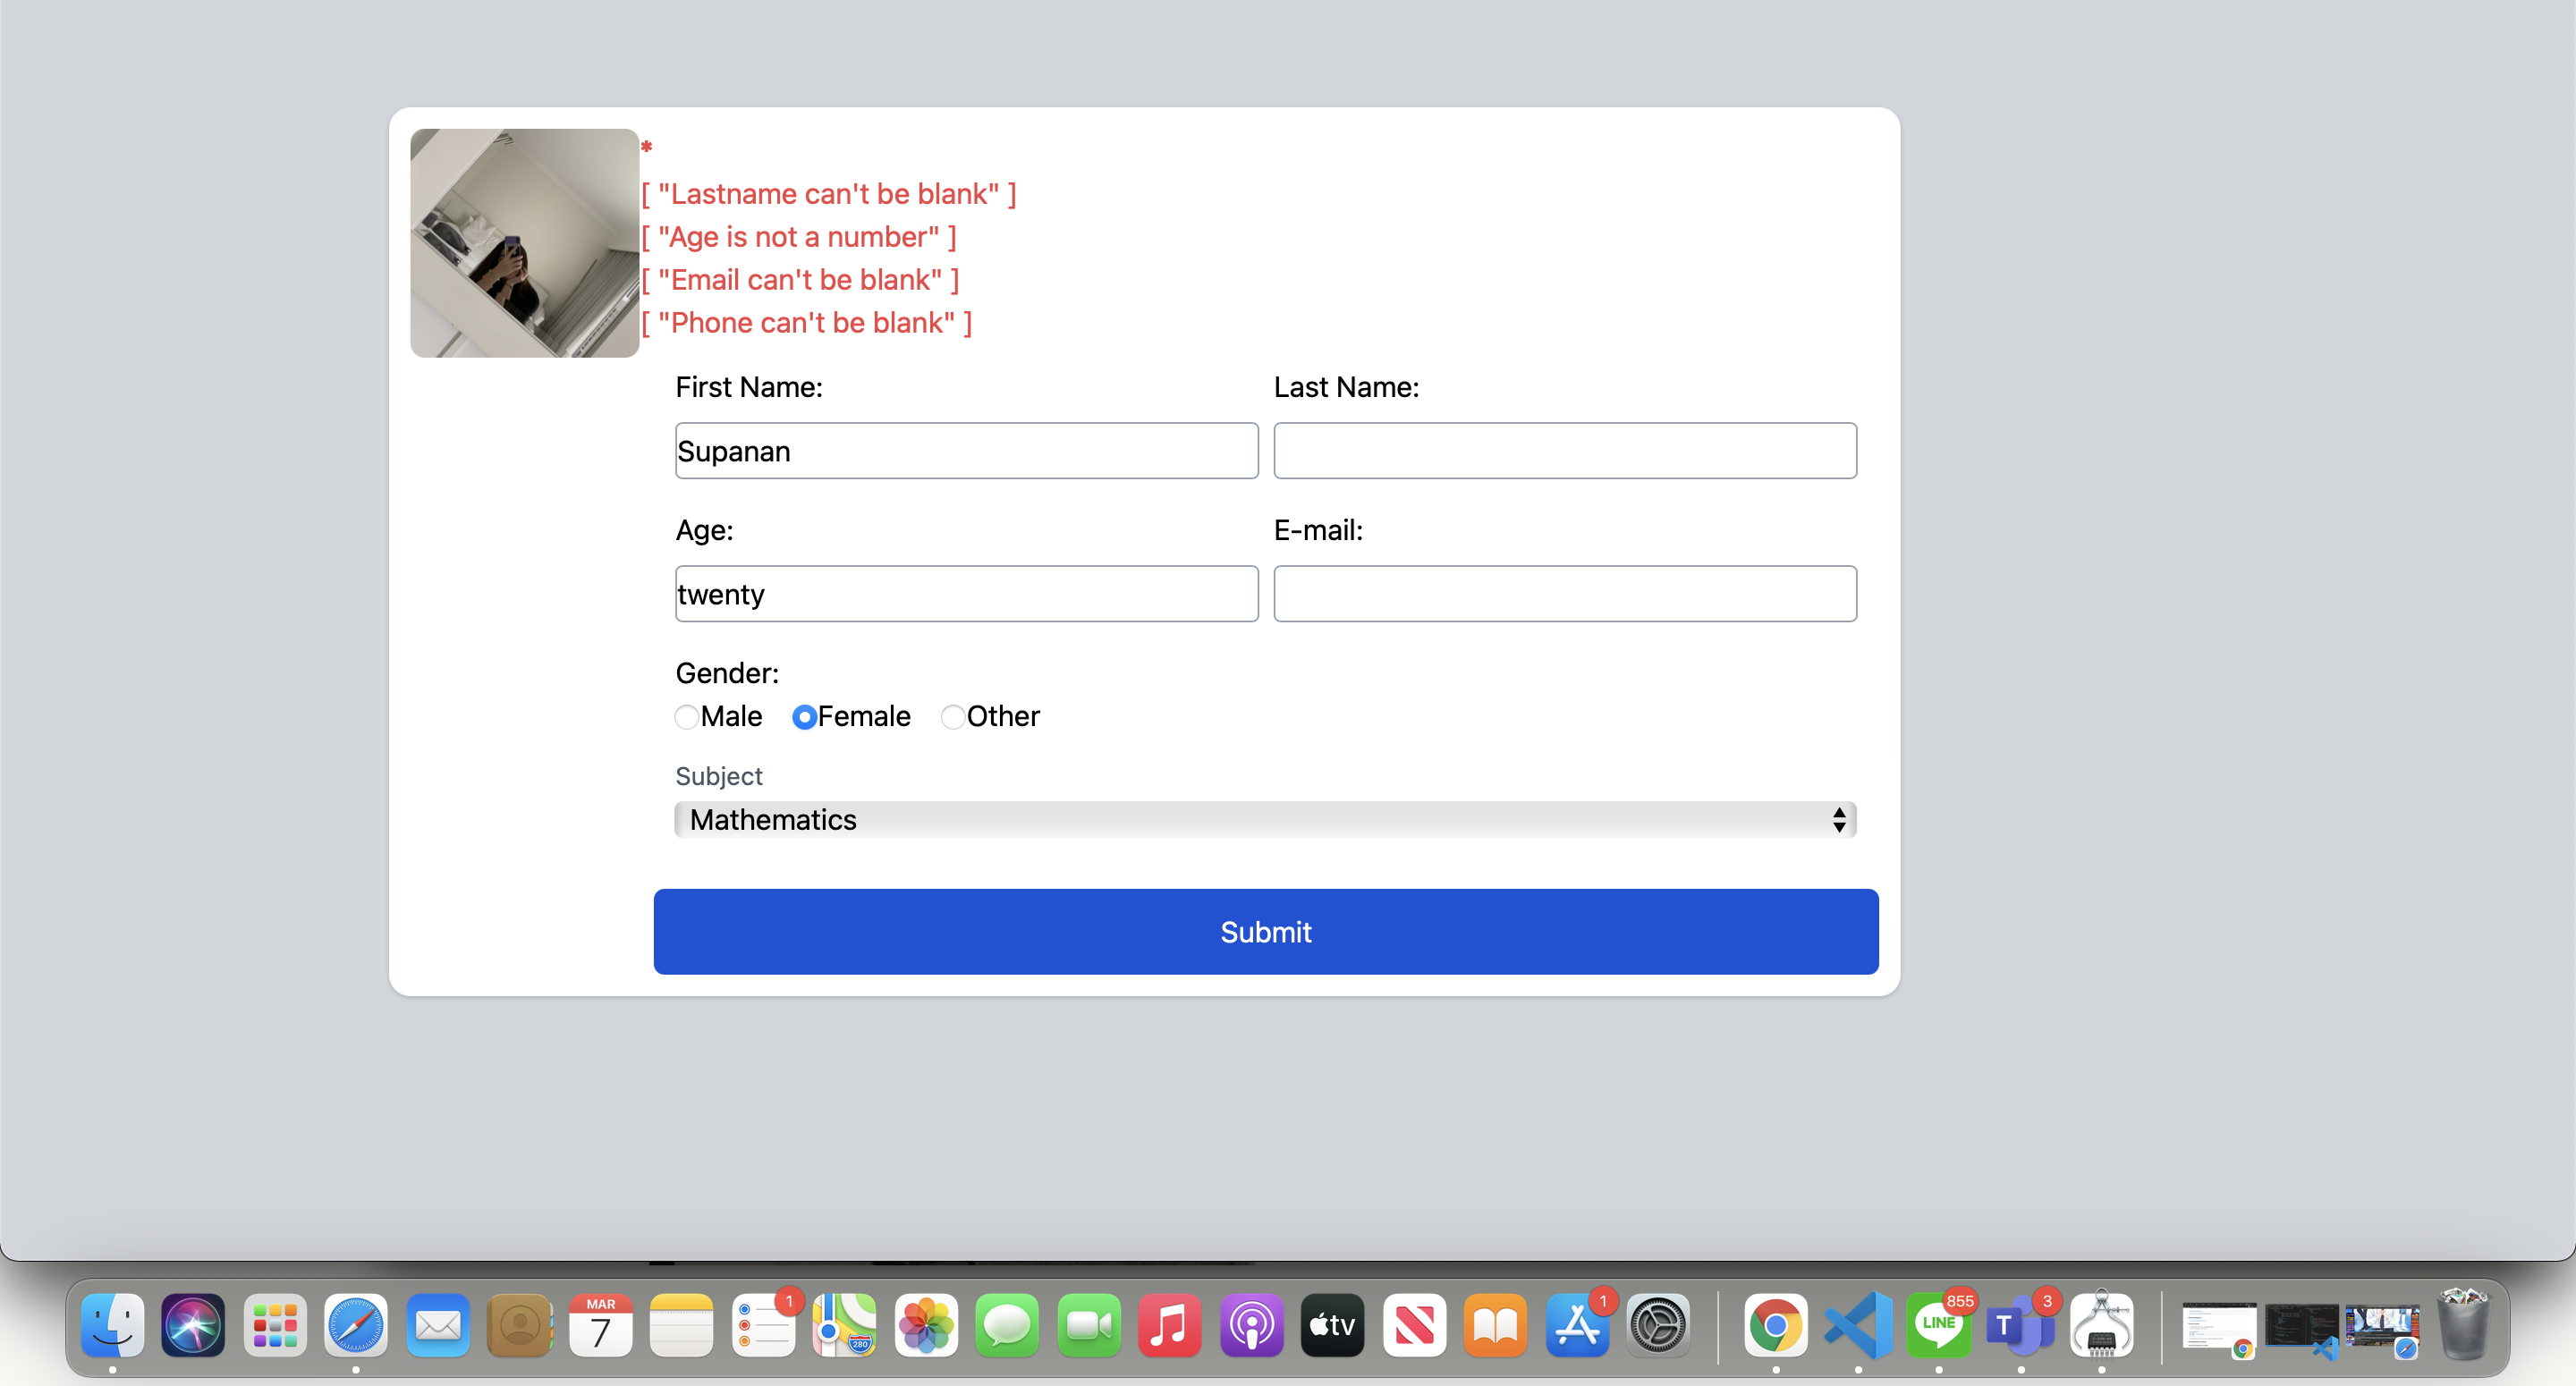 *
[ "Lastname can't be blank" ]
[ "Age is not a number" ]
[ "Email can't be blank" ]
[ "Phone can't be blank" ]
First Name:
Last Name:
Supanan
Age:
E-mail:
twenty
Gender:
Male Female Other
Subject
Mathematics
Submit
MAR
7
1
280
tv
1
LINE
855
T
3